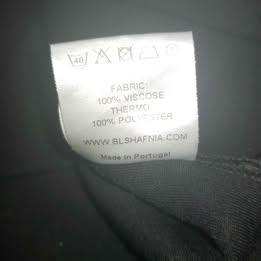 40
FABRIC:
100% VISCOSE
THERMO
100% POLYESTER
WWW.BLSHAFNIA.COM
Made in Portugal